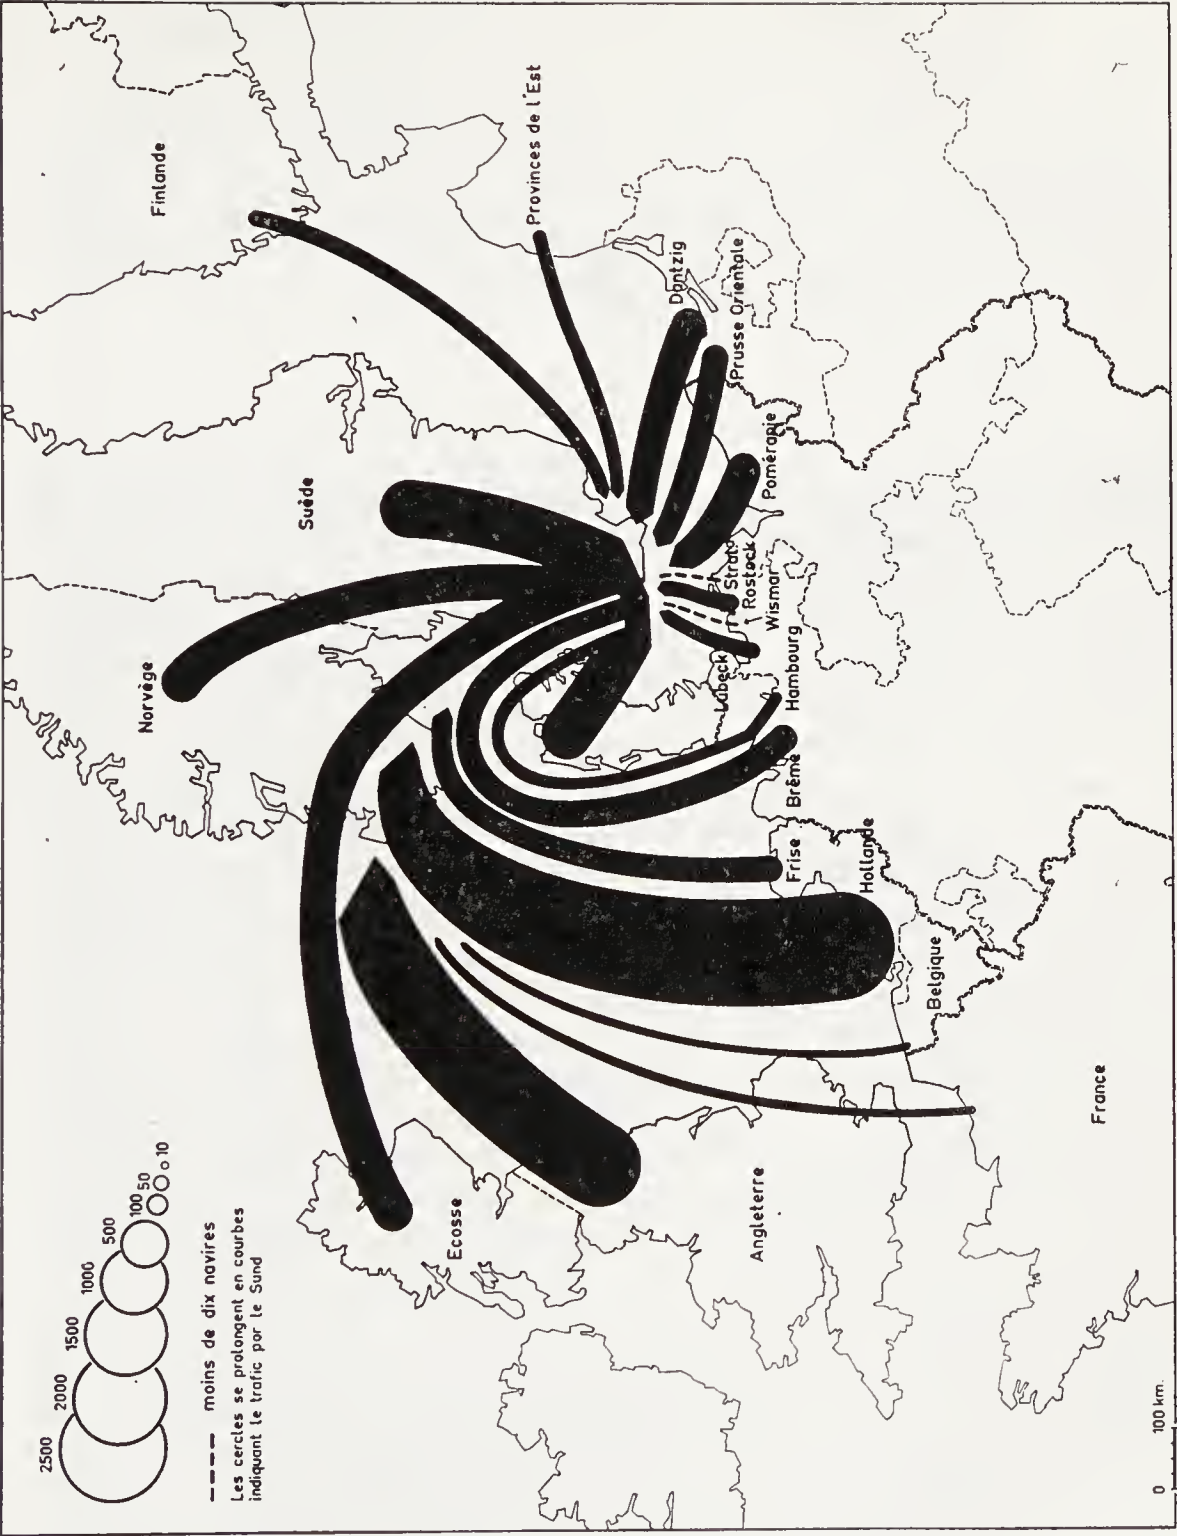 2500
2000
1500
1000
500
100
50
10
moins de dix navires
Les cercles se prolongent en courbes
indiquant le trafic par le Sund
Norvège
Finlande
Suède
Ecosse
Provinces de l'Est
Dantzig
Prusse Orientale
Poméranie
Rostock
Wismar
Lübeck
Hambourg
Brême
Frise
Hollande
Angleterre
Belgique
France
0 100 km.